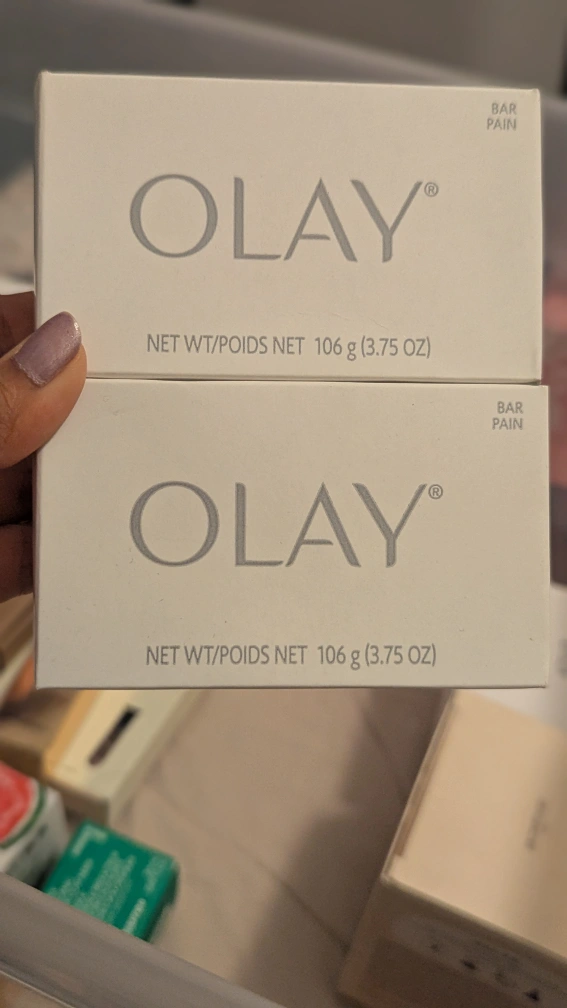 BAR
PAIN
OLAY®
NET WT/POIDS NET 106 g (3.75 OZ)
BAR
PAIN
OLAY®
NET WT/POIDS NET 106 g (3.75 OZ)